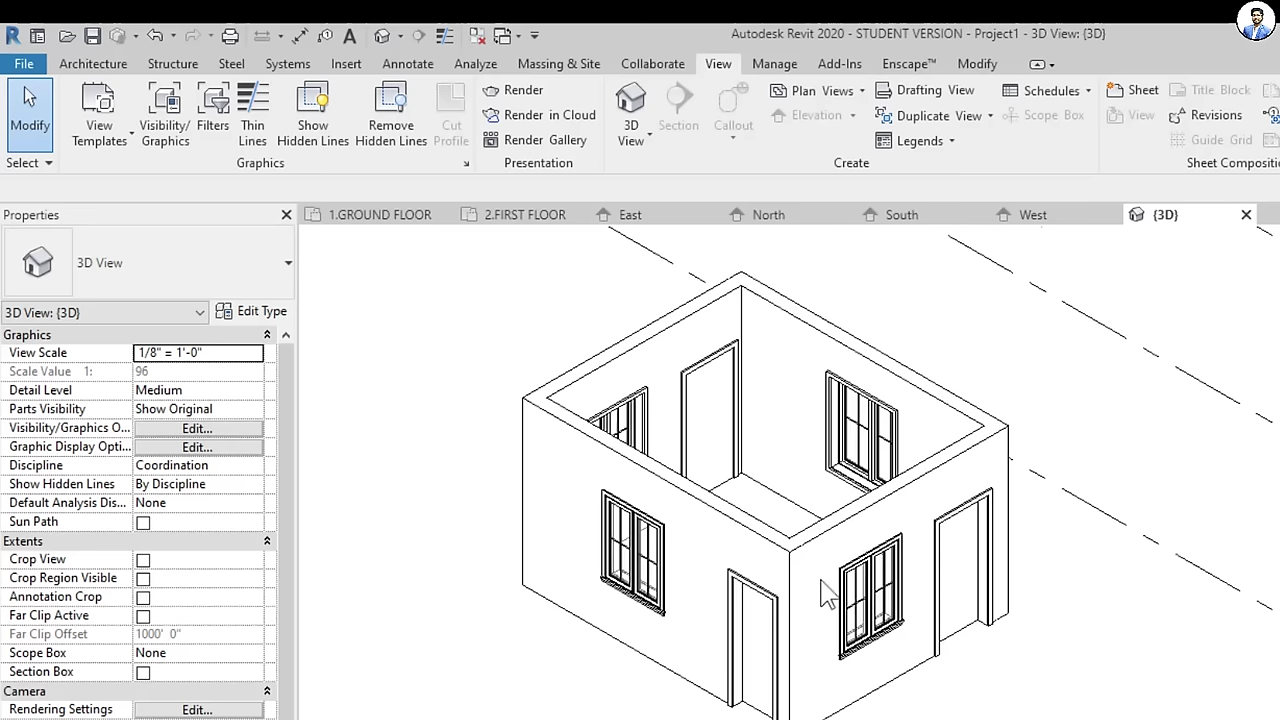 Autodesk Revit 2020 - STUDENT VERSION - Project1 - 3D View: {3D}
File Architecture Structure Steel Systems Insert Annotate Analyze Massing & Site Collaborate View Manage Add-Ins Enscape™ Modify
Modify
View Templates
Visibility/ Graphics
Filters
Thin Lines
Show Hidden Lines
Remove Hidden Lines
Cut Profile
Render
Render in Cloud
Render Gallery
3D View
Section
Callout
Plan Views
Elevation
Drafting View
Duplicate View
Legends
Schedules
Scope Box
Sheet
View
Title Block
Revisions
Guide Grid
Select Graphics Presentation Create Sheet Compositi
Properties
1.GROUND FLOOR 2.FIRST FLOOR East North South West {3D}
3D View
3D View: {3D} Edit Type
Graphics
View Scale 1/8" = 1'-0"
Scale Value 1: 96
Detail Level Medium
Parts Visibility Show Original
Visibility/Graphics O... Edit...
Graphic Display Opti... Edit...
Discipline Coordination
Show Hidden Lines By Discipline
Default Analysis Dis... None
Sun Path
Extents
Crop View
Crop Region Visible
Annotation Crop
Far Clip Active
Far Clip Offset 1000' 0"
Scope Box None
Section Box
Camera
Rendering Settings Edit...